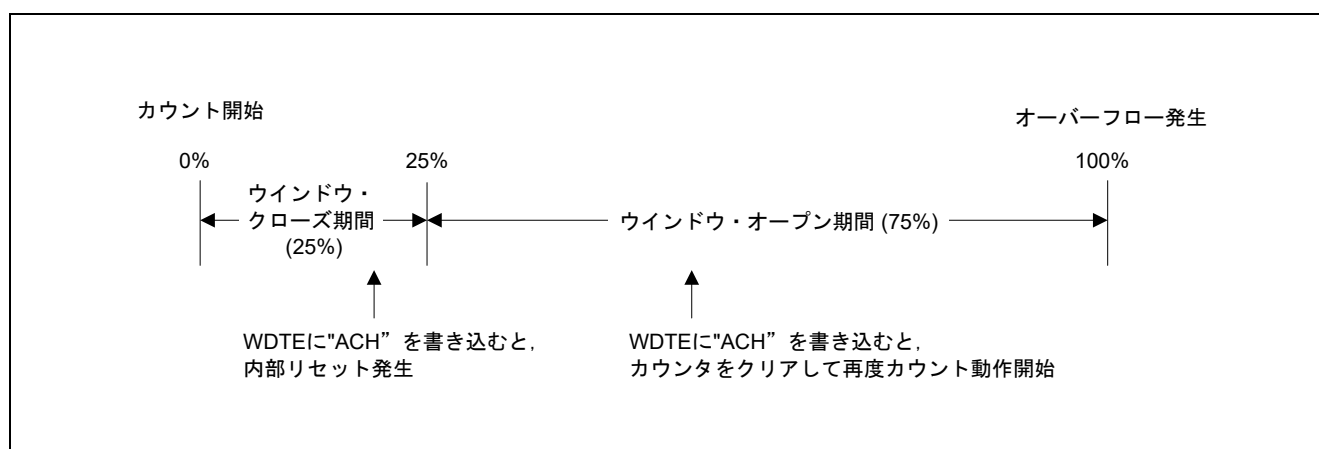 カウント開始
オーバーフロー発生
0%
25%
100%
ウインドウ・
クローズ期間
(25%)
ウインドウ・オープン期間 (75%)
WDTEに"ACH”を書き込むと,
内部リセット発生
WDTEに"ACH”を書き込むと,
カウンタをクリアして再度カウント動作開始